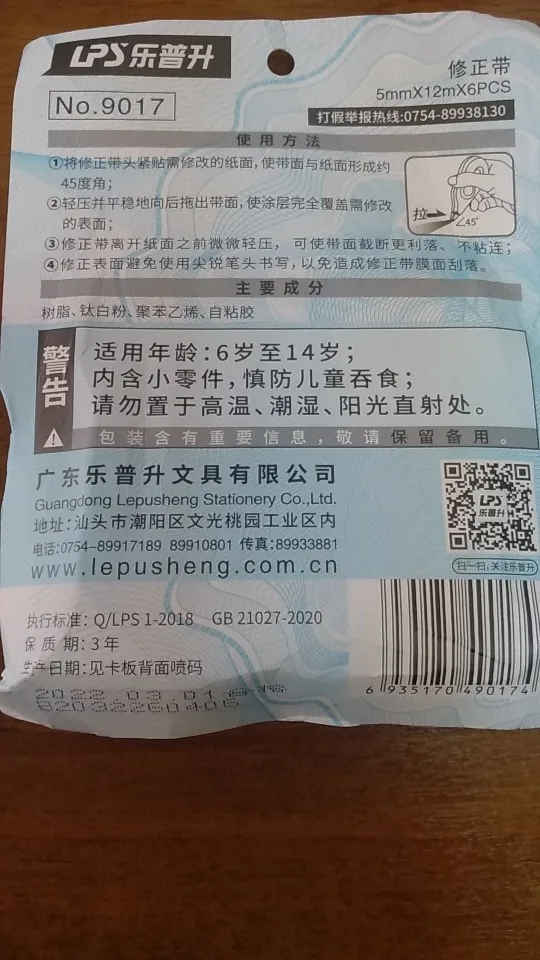 LPS 乐普升
修正带
No.9017
5mmX12mX6PCS
打假举报热线:0754-89938130
使用方法
①将修正带头紧贴需修改的纸面,使带面与纸面形成约
45度角;
②轻压并平稳地向后拖出带面,使涂层完全覆盖需修改
的表面;
③修正带离开纸面之前微微轻压,可使带面截断更利落、不粘连;
④修正表面避免使用尖锐笔头书写,以免造成修正带膜面刮落。
拉
∠45°
主要成分
树脂、钛白粉、聚苯乙烯、自粘胶
警告
适用年龄:6岁至14岁;
内含小零件,慎防儿童吞食;
请勿置于高温、潮湿、阳光直射处。
包装含有重要信息,敬请保留备用。
广东乐普升文具有限公司
Guangdong Lepusheng Stationery Co.,Ltd.
地址:汕头市潮阳区文光桃园工业区内
电话:0754-89917189 89910801 传真:89933881
www.lepusheng.com.cn
LPS
乐普升
扫一扫,关注乐普升
执行标准: Q/LPS 1-2018 GB 21027-2020
保质期:3年
生产日期:见卡板背面喷码
2022.03.01
6 935170 490174